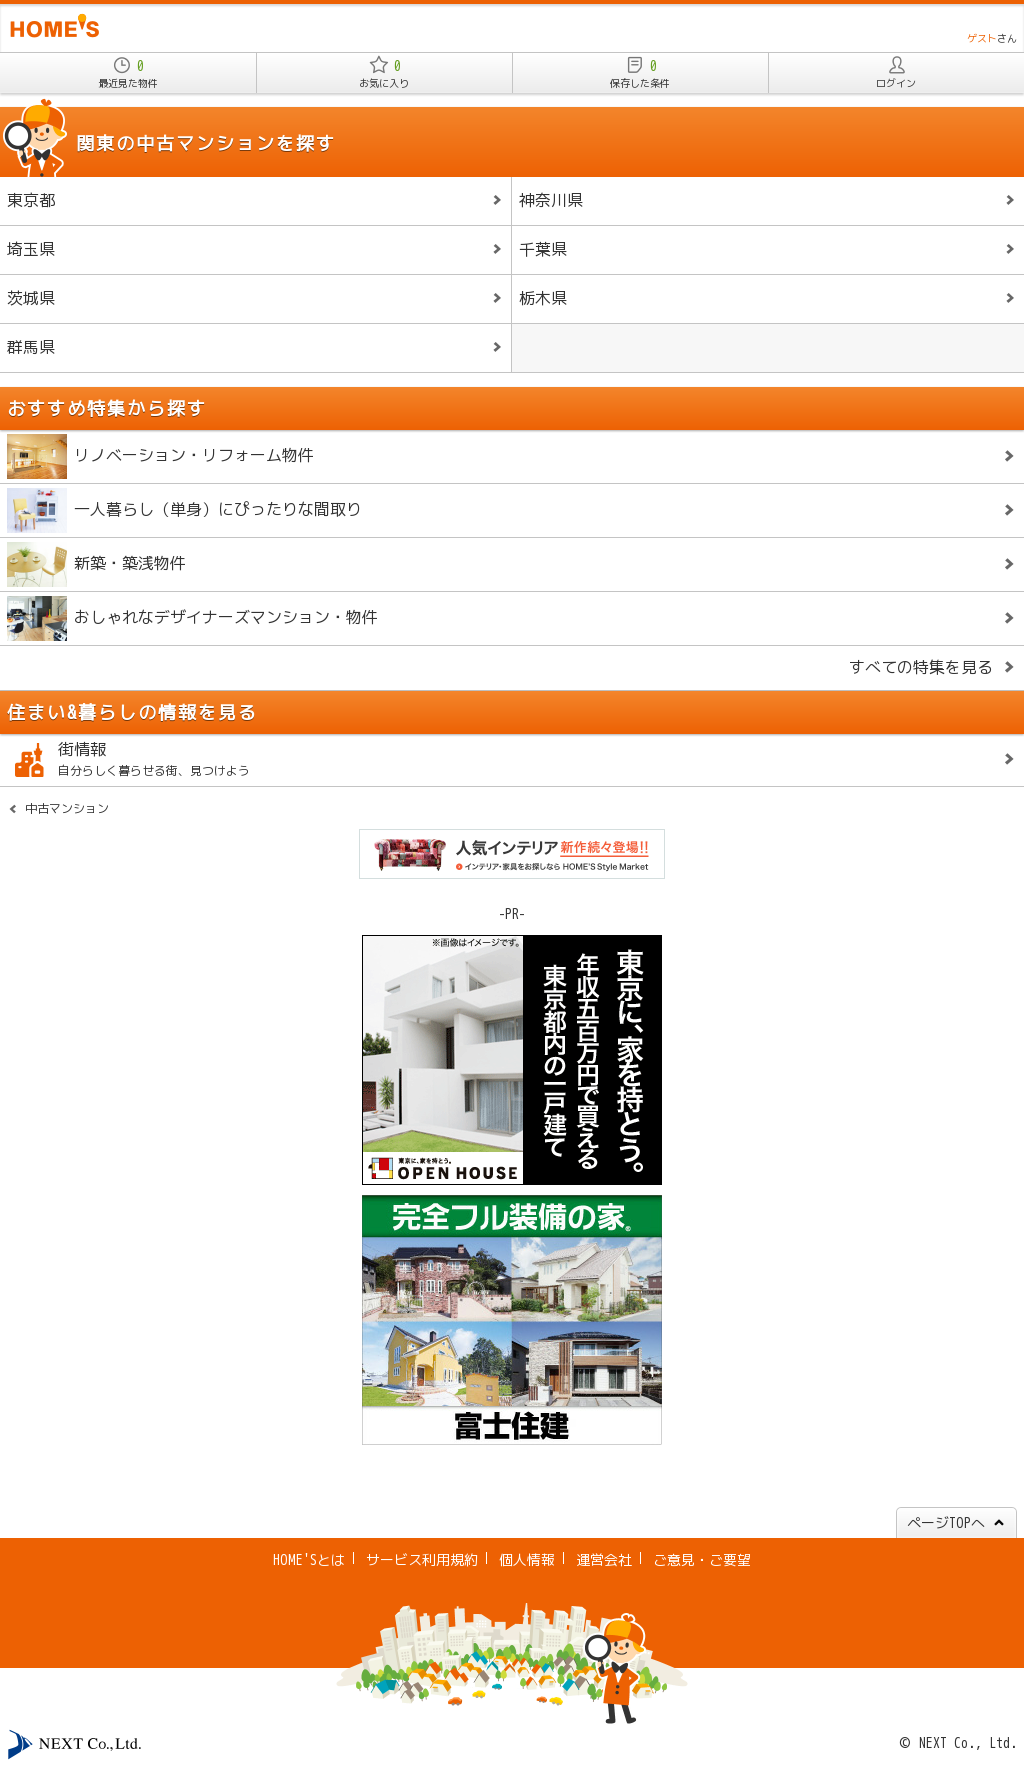 HOME'S
ゲストさん
0
最近見た物件
0
お気に入り
0
保存した条件
ログイン
関東の中古マンションを探す
東京都
神奈川県
埼玉県
千葉県
茨城県
栃木県
群馬県
おすすめ特集から探す
リノベーション・リフォーム物件
一人暮らし（単身）にぴったりな間取り
新築・築浅物件
おしゃれなデザイナーズマンション・物件
すべての特集を見る
住まい&暮らしの情報を見る
街情報
自分らしく暮らせる街、見つけよう
中古マンション
人気インテリア新作続々登場!!
インテリア・家具をお探しなら HOME'S Style Market
-PR-
※画像はイメージです。
東京に、家を持とう。
年収五百万円で買える
東京都内の一戸建て
東京に、家を持とう。
OPEN HOUSE
完全フル装備の家®
富士住建
ページTOPへ
HOME'Sとは
サービス利用規約
個人情報
運営会社
ご意見・ご要望
NEXT Co.,Ltd.
© NEXT Co., Ltd.